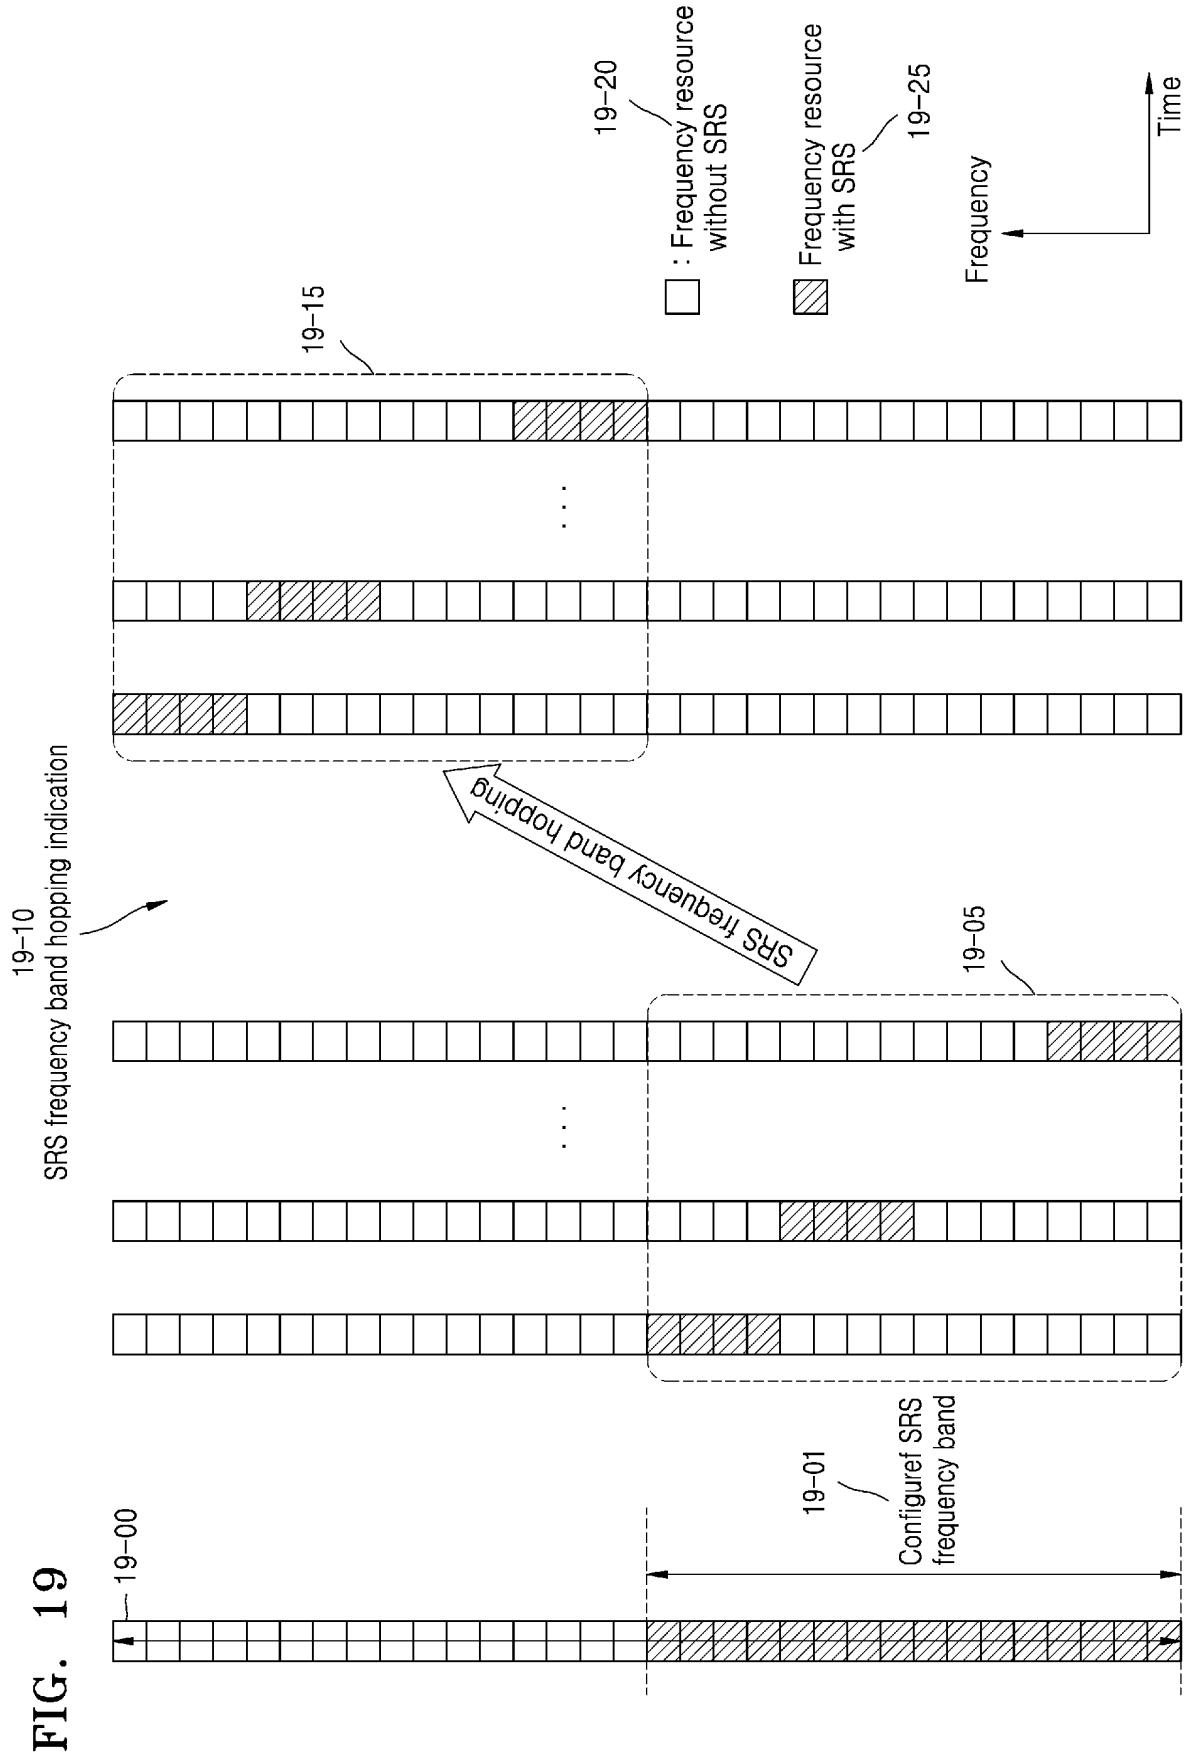 FIG. 19
19-00
19-01
Configuref SRS
frequency band
19-10
SRS frequency band hopping indication
19-05
SRS frequency band hopping
19-15
. . .
. . .
19-20
: Frequency resource
without SRS
Frequency resource
with SRS
19-25
Frequency
Time